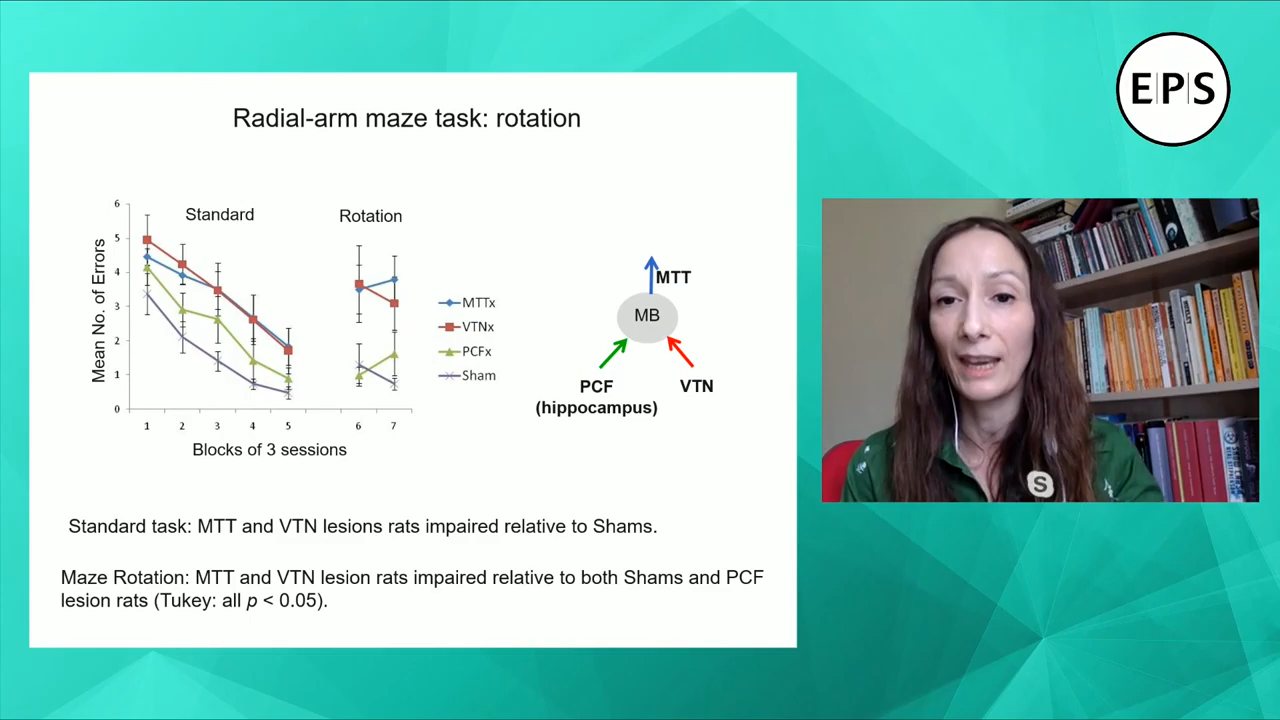 E|P|S
Radial-arm maze task: rotation
Standard
Rotation
Mean No. of Errors
6
5
4
3
2
1
0
1 2 3 4 5 6 7
Blocks of 3 sessions
MTTx
VTNx
PCFx
Sham
MTT
MB
PCF
(hippocampus)
VTN
Standard task: MTT and VTN lesions rats impaired relative to Shams.
Maze Rotation: MTT and VTN lesion rats impaired relative to both Shams and PCF
lesion rats (Tukey: all p < 0.05).
S